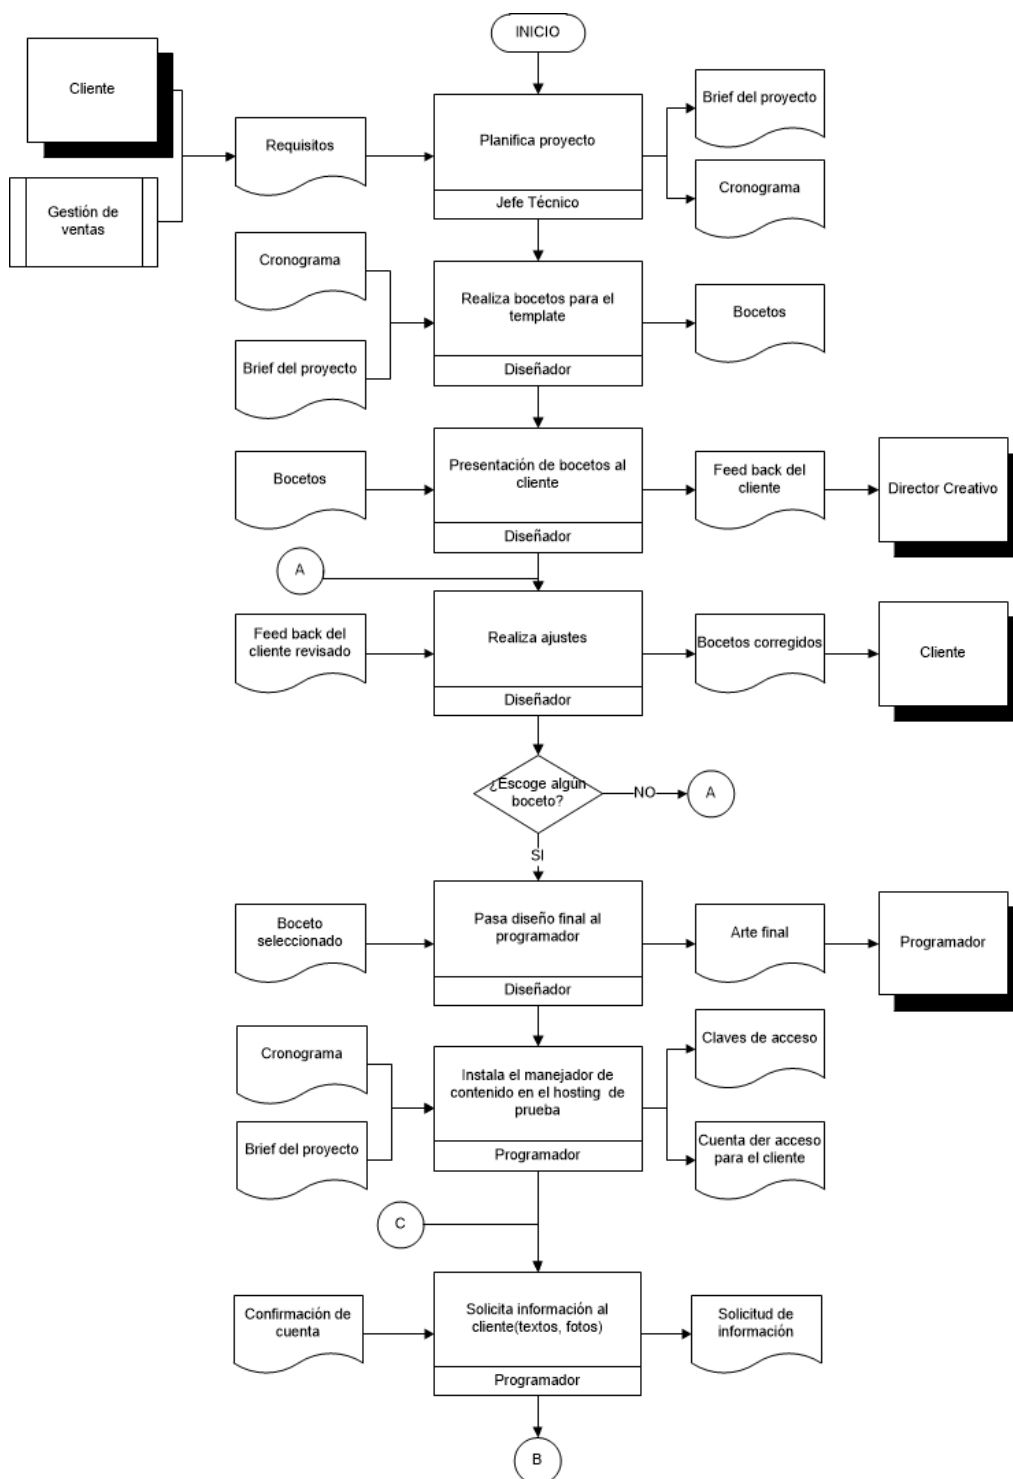 INICIO
Cliente
Brief del proyecto
Requisitos
Planifica proyecto
Cronograma
Gestión de
ventas
Jefe Técnico
Cronograma
Realiza bocetos para el
template
Bocetos
Brief del proyecto
Diseñador
Bocetos
Presentación de bocetos al
cliente
Feed back del
cliente
Director Creativo
Diseñador
A
Feed back del
cliente revisado
Realiza ajustes
Bocetos corregidos
Cliente
Diseñador
¿Escoge algún
boceto?
NO
A
SI
Boceto
seleccionado
Pasa diseño final al
programador
Arte final
Programador
Diseñador
Cronograma
Instala el manejador de
contenido en el hosting de
prueba
Claves de acceso
Brief del proyecto
Programador
Cuenta der acceso
para el cliente
C
Confirmación de
cuenta
Solicita información al
cliente(textos, fotos)
Solicitud de
información
Programador
B